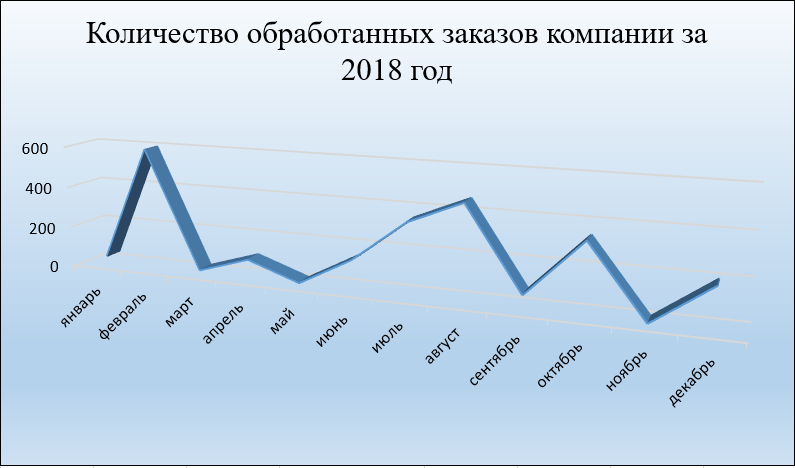 Количество обработанных заказов компании за
2018 год
600
400
200
0
январь
февраль
март
апрель
май
июнь
июль
август
сентябрь
октябрь
ноябрь
декабрь